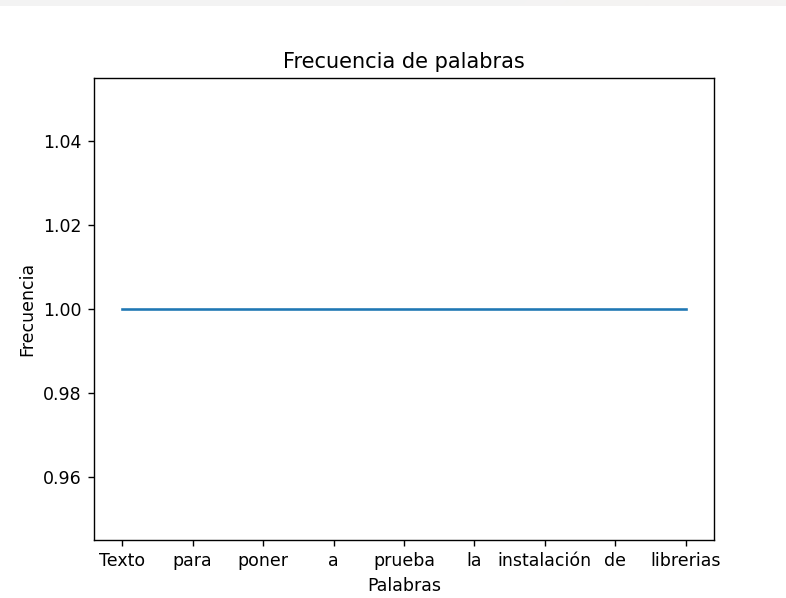 Frecuencia de palabras
1.04
1.02
1.00
0.98
0.96
Frecuencia
Texto para poner a prueba la instalación de librerias
Palabras